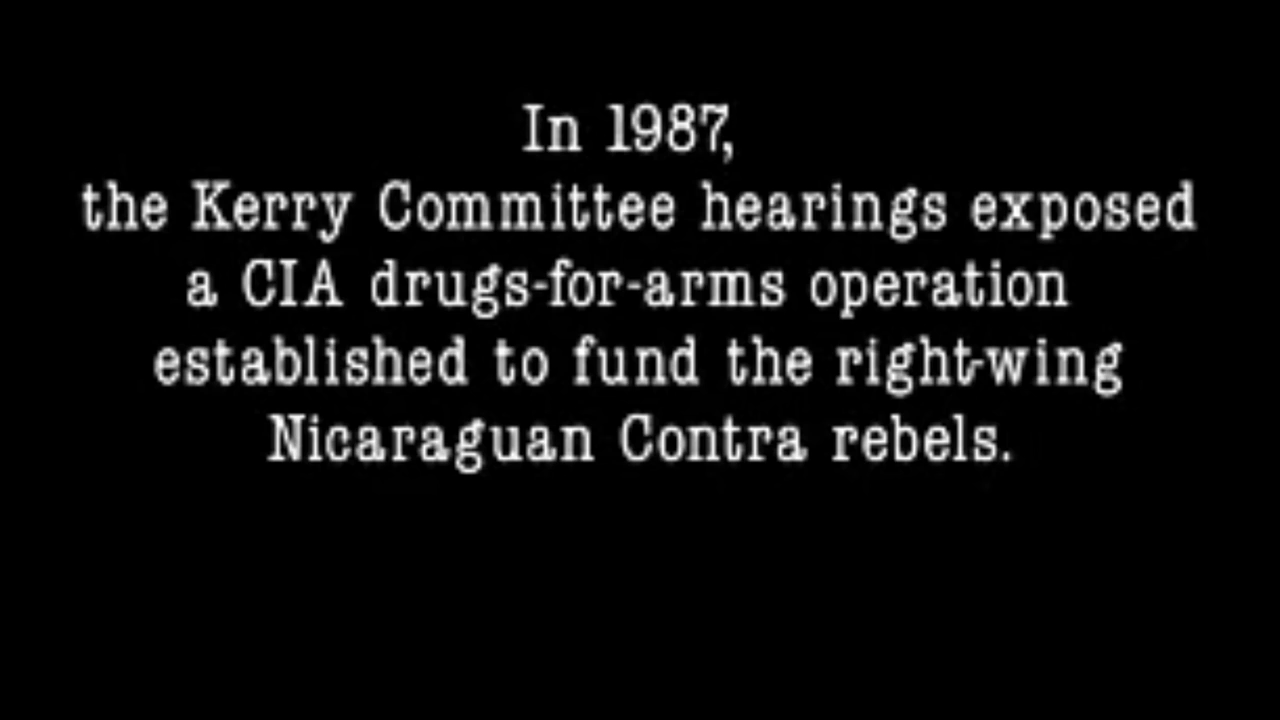 In 1987,
the Kerry Committee hearings exposed
a CIA drugs-for-arms operation
established to fund the right-wing
Nicaraguan Contra rebels.